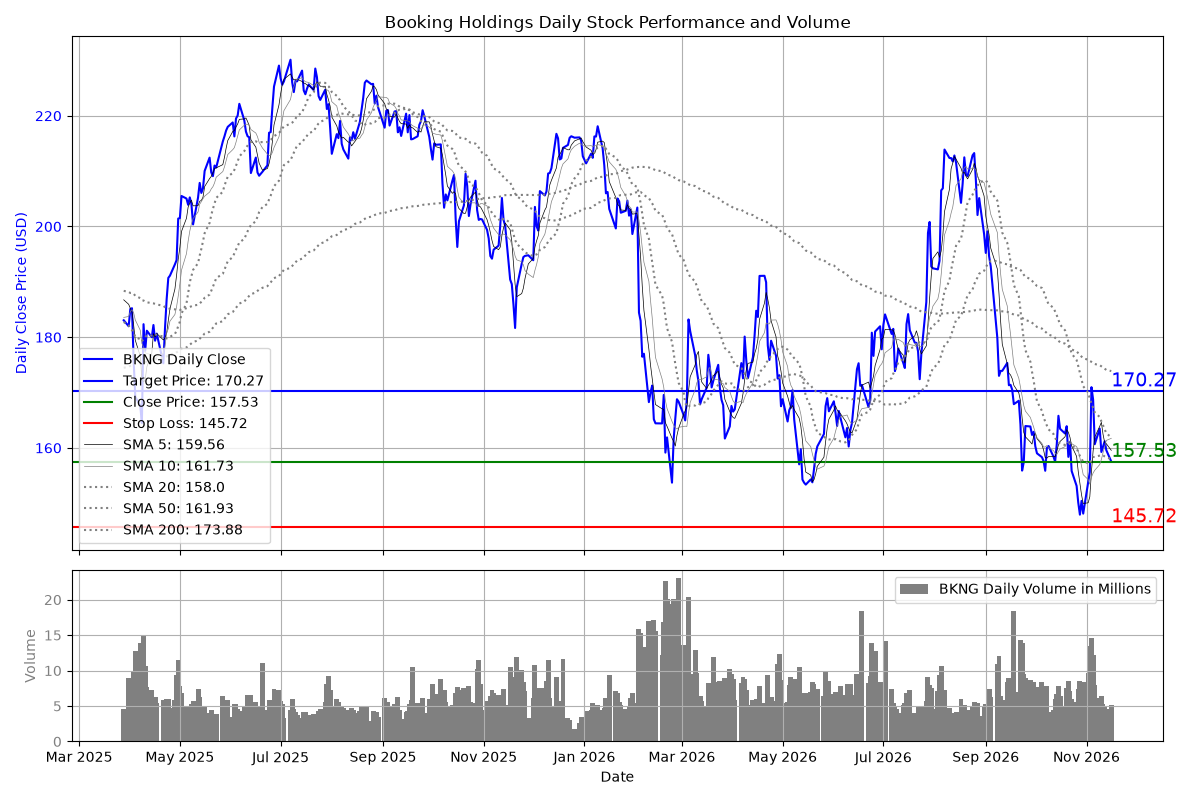 Booking Holdings Daily Stock Performance and Volume
Daily Close Price (USD)
220
200
180
160
BKNG Daily Close
Target Price: 170.27
Close Price: 157.53
Stop Loss: 145.72
SMA 5: 159.56
SMA 10: 161.73
SMA 20: 158.0
SMA 50: 161.93
SMA 200: 173.88
170.27
157.53
145.72
Volume
20
15
10
5
0
BKNG Daily Volume in Millions
Mar 2025 May 2025 Jul 2025 Sep 2025 Nov 2025 Jan 2026 Mar 2026 May 2026 Jul 2026 Sep 2026 Nov 2026
Date